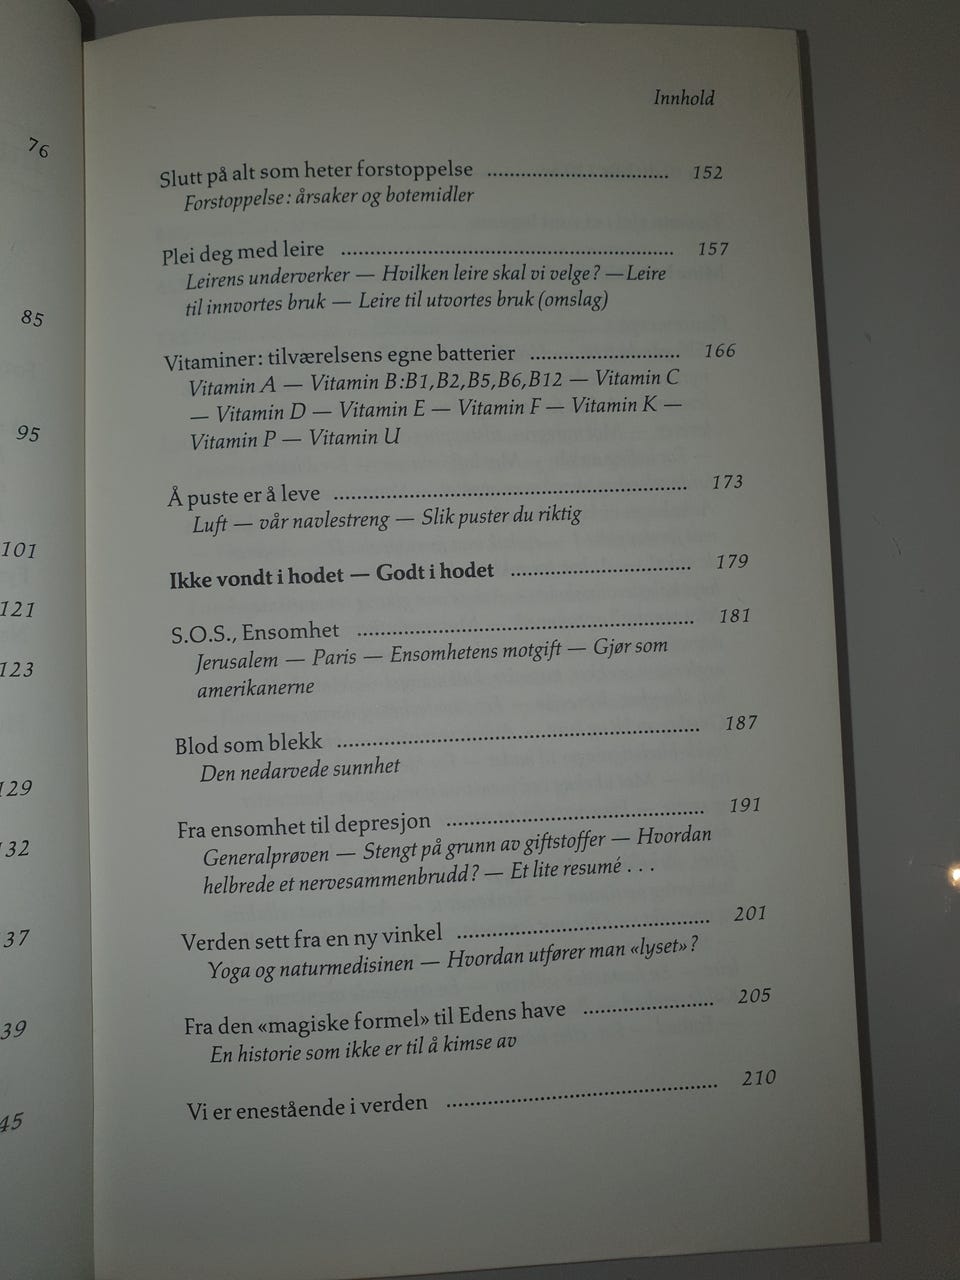 76
85
95
101
121
123
129
132
37
39
45
Innhold
Slutt på alt som heter forstoppelse ........ 152
Forstoppelse: årsaker og botemidler
Plei deg med leire ........ 157
Leirens underverker — Hvilken leire skal vi velge? — Leire
til innvortes bruk — Leire til utvortes bruk (omslag)
Vitaminer: tilværelsens egne batterier ........ 166
Vitamin A — Vitamin B:B1,B2,B5,B6,B12 — Vitamin C
— Vitamin D — Vitamin E — Vitamin F — Vitamin K —
Vitamin P — Vitamin U
Å puste er å leve ........ 173
Luft — vår navlestreng — Slik puster du riktig
Ikke vondt i hodet — Godt i hodet ........ 179
S.O.S., Ensomhet ........ 181
Jerusalem — Paris — Ensomhetens motgift — Gjør som
amerikanerne
Blod som blekk ........ 187
Den nedarvede sunnhet
Fra ensomhet til depresjon ........ 191
Generalprøven — Stengt på grunn av giftstoffer — Hvordan
helbrede et nervesammenbrudd? — Et lite resumé . . .
Verden sett fra en ny vinkel ........ 201
Yoga og naturmedisinen — Hvordan utfører man «lyset»?
Fra den «magiske formel» til Edens have ........ 205
En historie som ikke er til å kimse av
Vi er enestående i verden ........ 210